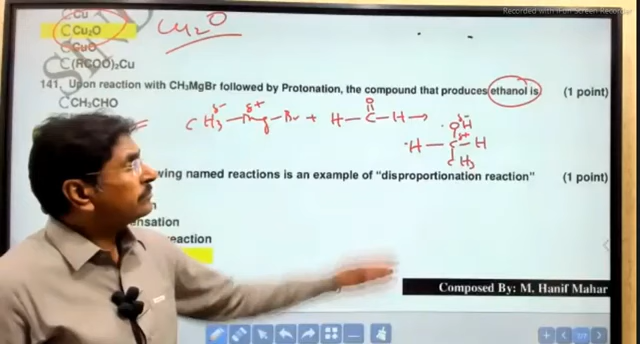 Recorded with iFun Screen Recorder
C Cu
C Cu₂O
Cu₂O
C CuO
C (RCOO)₂Cu
141. Upon reaction with CH₃MgBr followed by Protonation, the compound that produces ethanol is (1 point)
C CH₃CHO
δ- δ+ O
CH₃—Mg—Br + H—C—H →
δ-
OH
δ+
H—C—H
CH₃
wing named reactions is an example of "disproportionation reaction" (1 point)
nsation
reaction
Composed By: M. Hanif Mahar